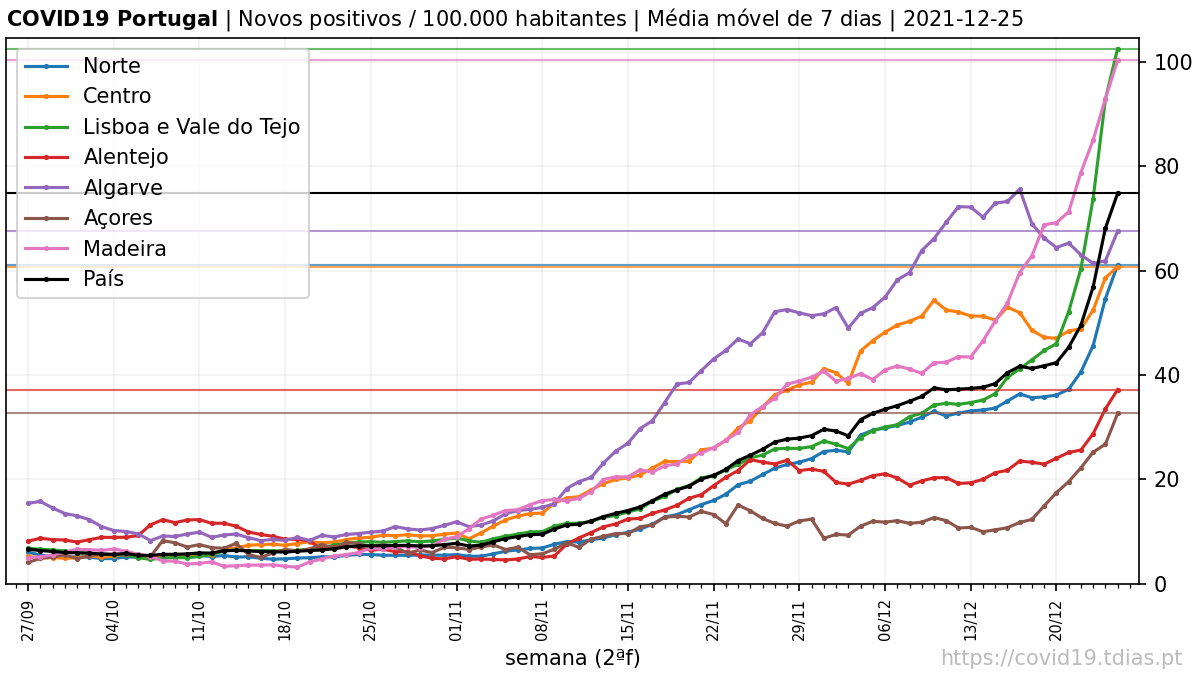 COVID19 Portugal | Novos positivos / 100.000 habitantes | Média móvel de 7 dias | 2021-12-25
Norte
Centro
Lisboa e Vale do Tejo
Alentejo
Algarve
Açores
Madeira
País
100
80
60
40
20
0
27/09
04/10
11/10
18/10
25/10
01/11
08/11
15/11
22/11
29/11
06/12
13/12
20/12
semana (2ªf)
https://covid19.tdias.pt